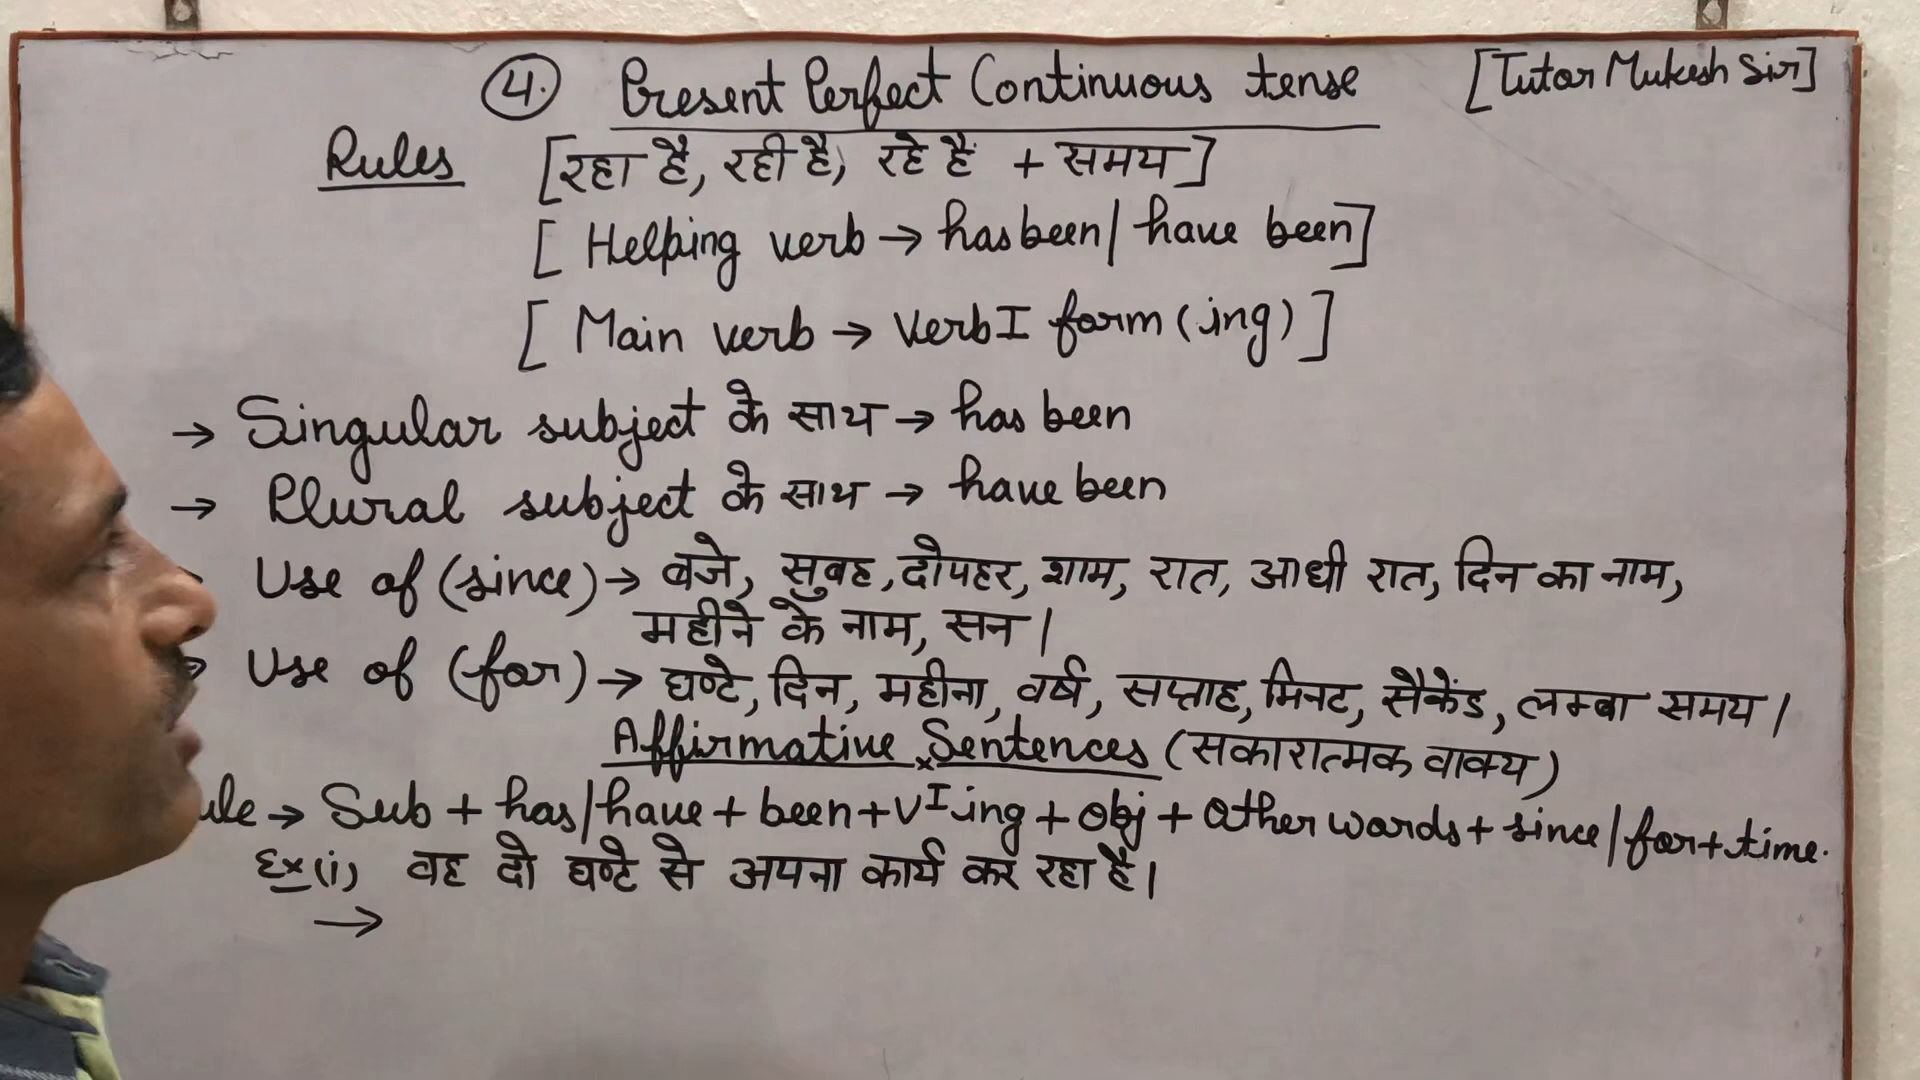 4. Present Perfect Continuous tense [Tutor Mukesh Sir]
Rules [रहा है, रही है, रहे हैं + समय]
[Helping verb → has been / have been]
[Main verb → Verb I form (ing)]
→ Singular subject के साथ → has been
→ Plural subject के साथ → have been
Use of (since) → बजे, सुबह, दोपहर, शाम, रात, आधी रात, दिन का नाम,
महीने के नाम, सन।
Use of (for) → घण्टे, दिन, महीना, वर्ष, सप्ताह, मिनट, सैकेंड, लम्बा समय।
Affirmative Sentences (सकारात्मक वाक्य)
ule → Sub + has/have + been + V I ing + obj + other words + since/for + time.
Ex (i) वह दो घण्टे से अपना कार्य कर रहा है।
→